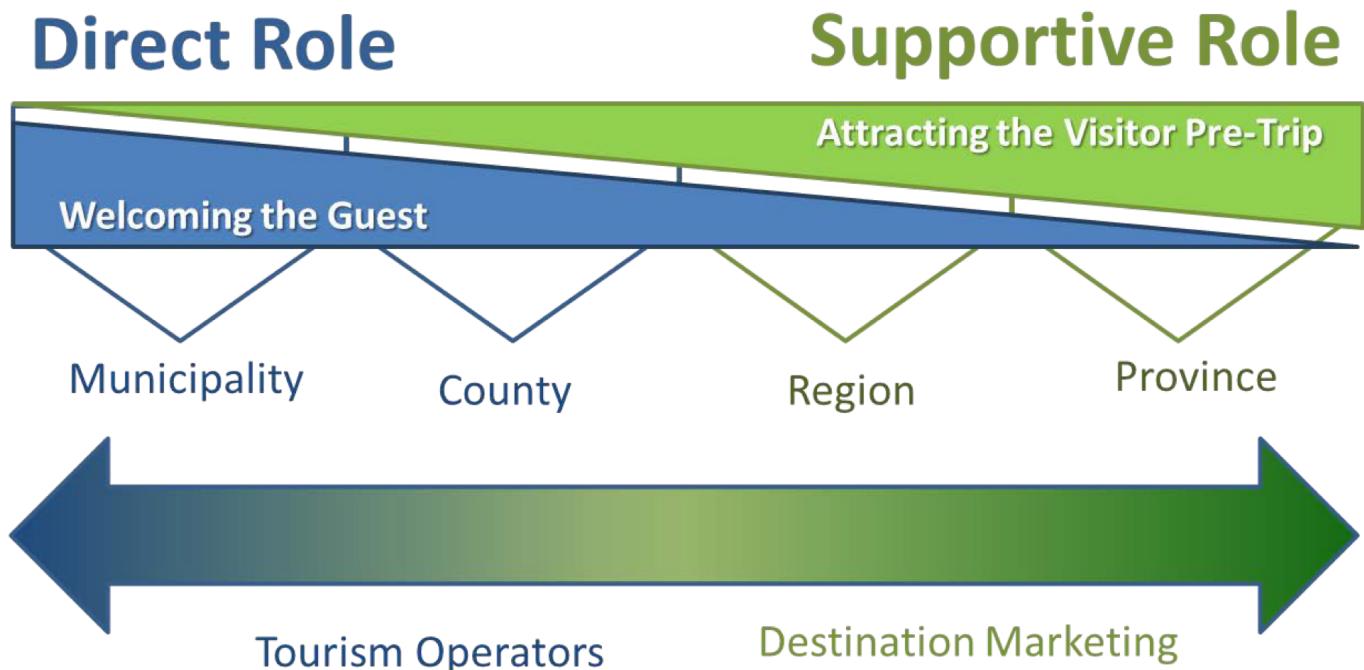 Direct Role
Supportive Role
Attracting the Visitor Pre-Trip
Welcoming the Guest
Municipality
County
Region
Province
Tourism Operators
Destination Marketing